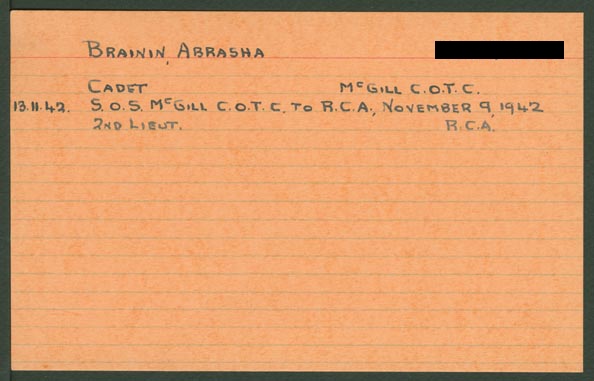 BRAININ, ABRASHA
CADET McGILL C.O.T.C.
13.11.42. S.O.S. McGILL C.O.T.C. TO R.C.A., NOVEMBER 9, 1942
2ND LIEUT. R.C.A.